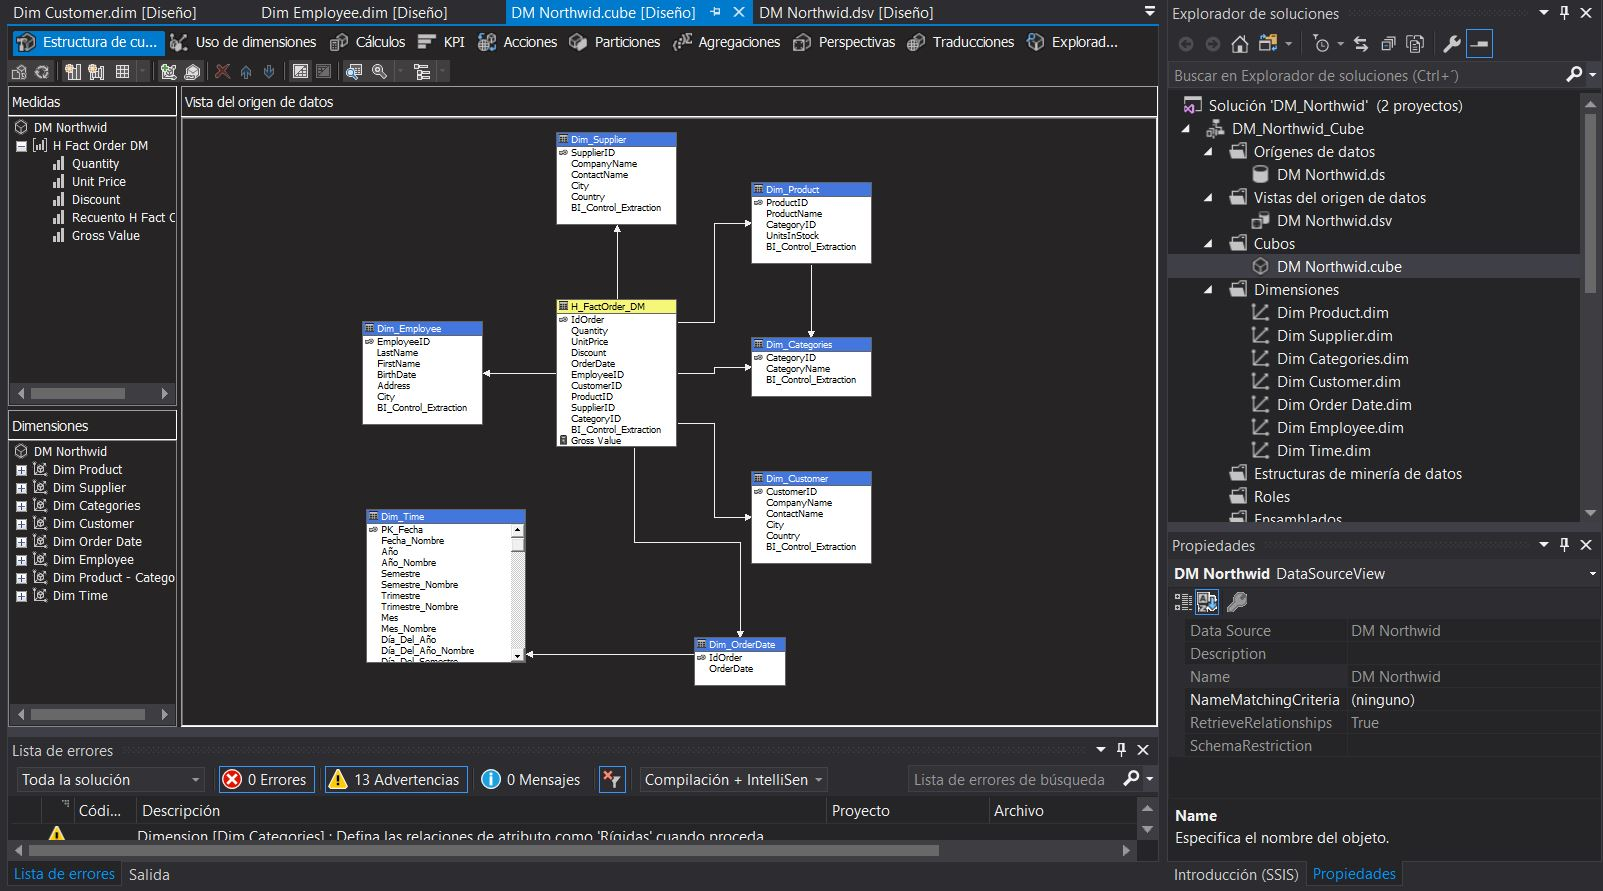 Dim Customer.dim [Diseño]
Dim Employee.dim [Diseño]
DM Northwid.cube [Diseño]
DM Northwid.dsv [Diseño]
Estructura de cu...
Uso de dimensiones
Cálculos
KPI
Acciones
Particiones
Agregaciones
Perspectivas
Traducciones
Explorad...
Medidas
DM Northwid
H Fact Order DM
Quantity
Unit Price
Discount
Recuento H Fact C
Gross Value
Dimensiones
DM Northwid
Dim Product
Dim Supplier
Dim Categories
Dim Customer
Dim Order Date
Dim Employee
Dim Product - Catego
Dim Time
Vista del origen de datos
Dim_Supplier
SupplierID
CompanyName
ContactName
City
Country
BI_Control_Extraction
Dim_Product
ProductID
ProductName
CategoryID
UnitsInStock
BI_Control_Extraction
H_FactOrder_DM
IdOrder
Quantity
UnitPrice
Discount
OrderDate
EmployeeID
CustomerID
ProductID
SupplierID
CategoryID
BI_Control_Extraction
Gross Value
Dim_Employee
EmployeeID
LastName
FirstName
BirthDate
Address
City
BI_Control_Extraction
Dim_Categories
CategoryID
CategoryName
BI_Control_Extraction
Dim_Customer
CustomerID
CompanyName
ContactName
City
Country
BI_Control_Extraction
Dim_Time
PK_Fecha
Fecha_Nombre
Año
Año_Nombre
Semestre
Semestre_Nombre
Trimestre
Trimestre_Nombre
Mes
Mes_Nombre
Día_Del_Año
Día_Del_Año_Nombre
Día_Del_Semestre
Dim_OrderDate
IdOrder
OrderDate
Lista de errores
Toda la solución
0 Errores
13 Advertencias
0 Mensajes
Compilación + IntelliSen
Lista de errores de búsqueda
Códi...
Descripción
Proyecto
Archivo
Dimension [Dim Categories] : Defina las relaciones de atributo como 'Rígidas' cuando proceda.
Lista de errores
Salida
Explorador de soluciones
Buscar en Explorador de soluciones (Ctrl+´)
Solución 'DM_Northwid' (2 proyectos)
DM_Northwid_Cube
Orígenes de datos
DM Northwid.ds
Vistas del origen de datos
DM Northwid.dsv
Cubos
DM Northwid.cube
Dimensiones
Dim Product.dim
Dim Supplier.dim
Dim Categories.dim
Dim Customer.dim
Dim Order Date.dim
Dim Employee.dim
Dim Time.dim
Estructuras de minería de datos
Roles
Ensamblados
Propiedades
DM Northwid DataSourceView
Data Source DM Northwid
Description
Name DM Northwid
NameMatchingCriteria (ninguno)
RetrieveRelationships True
SchemaRestriction
Name
Especifica el nombre del objeto.
Introducción (SSIS)
Propiedades